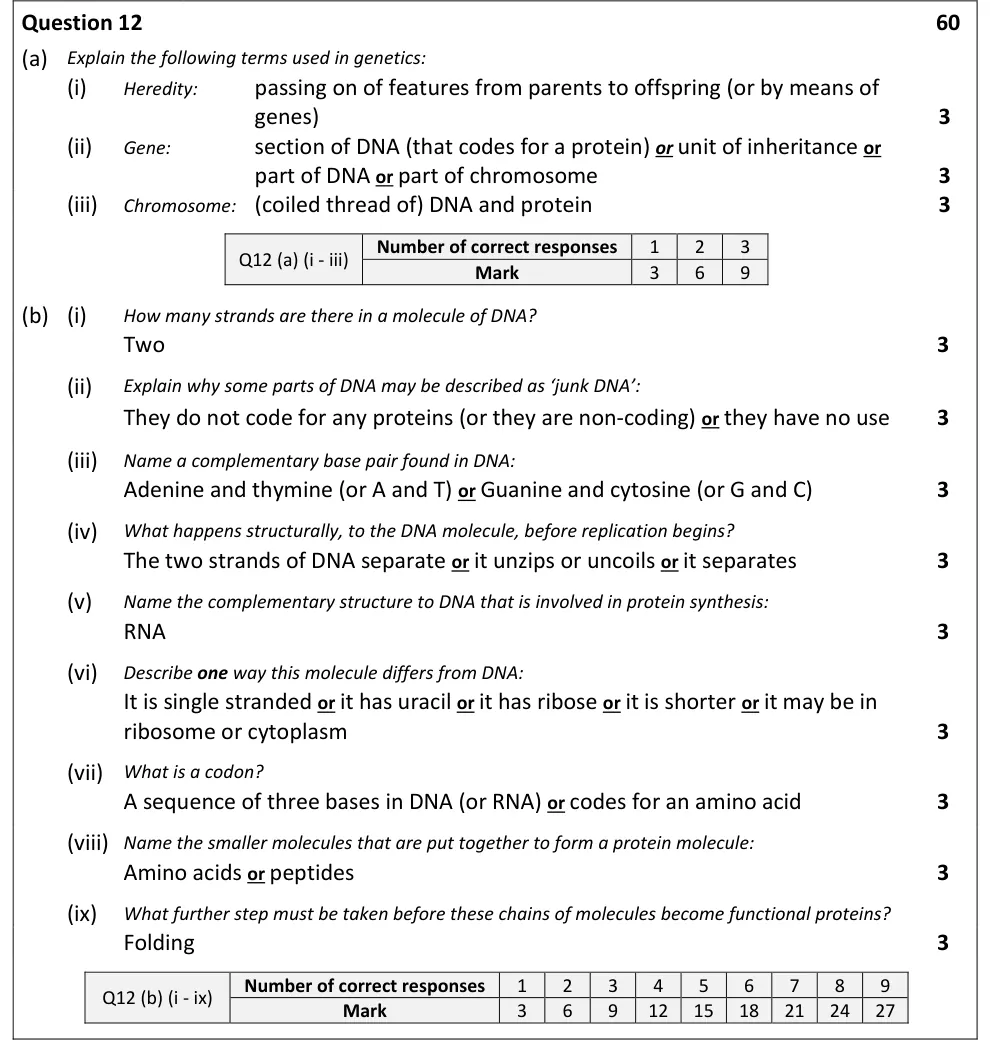 Question 12 60
(a) Explain the following terms used in genetics:
(i) Heredity: passing on of features from parents to offspring (or by means of
genes) 3
(ii) Gene: section of DNA (that codes for a protein) or unit of inheritance or
part of DNA or part of chromosome 3
(iii) Chromosome: (coiled thread of) DNA and protein 3
Q12 (a) (i - iii) Number of correct responses 1 2 3
Mark 3 6 9
(b) (i) How many strands are there in a molecule of DNA?
Two 3
(ii) Explain why some parts of DNA may be described as ‘junk DNA’:
They do not code for any proteins (or they are non-coding) or they have no use 3
(iii) Name a complementary base pair found in DNA:
Adenine and thymine (or A and T) or Guanine and cytosine (or G and C) 3
(iv) What happens structurally, to the DNA molecule, before replication begins?
The two strands of DNA separate or it unzips or uncoils or it separates 3
(v) Name the complementary structure to DNA that is involved in protein synthesis:
RNA 3
(vi) Describe one way this molecule differs from DNA:
It is single stranded or it has uracil or it has ribose or it is shorter or it may be in
ribosome or cytoplasm 3
(vii) What is a codon?
A sequence of three bases in DNA (or RNA) or codes for an amino acid 3
(viii) Name the smaller molecules that are put together to form a protein molecule:
Amino acids or peptides 3
(ix) What further step must be taken before these chains of molecules become functional proteins?
Folding 3
Q12 (b) (i - ix) Number of correct responses 1 2 3 4 5 6 7 8 9
Mark 3 6 9 12 15 18 21 24 27